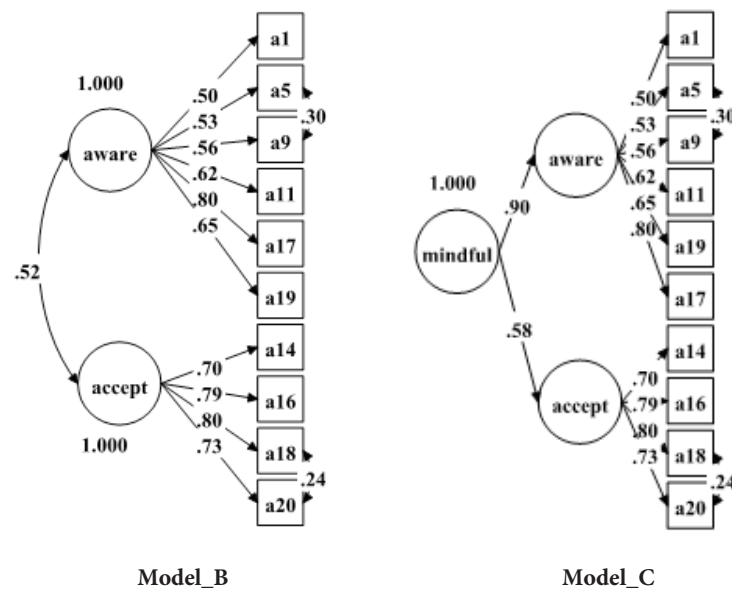 a1
1.000
a5
.50
.53
.30
.56
a9
aware
.62
a11
.80
.65
a17
.52
a19
.70
a14
.79
accept
a16
.80
1.000
.73
a18
.24
a20
Model_B
a1
.50
a5
.53
.30
.56
a9
aware
.62
1.000
a11
.65
.90
.80
a19
mindful
a17
.58
a14
.70
.79
a16
accept
.80
.73
a18
.24
a20
Model_C